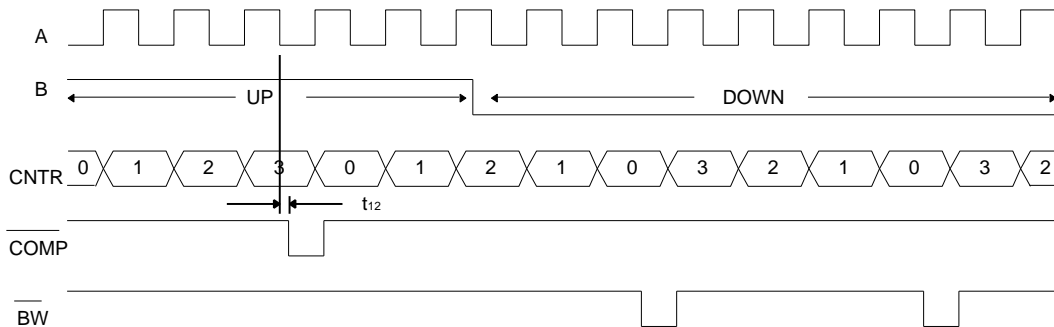 A
B
UP
DOWN
CNTR 0 1 2 3 0 1 2 1 0 3 2 1 0 3 2
t12
COMP
BW